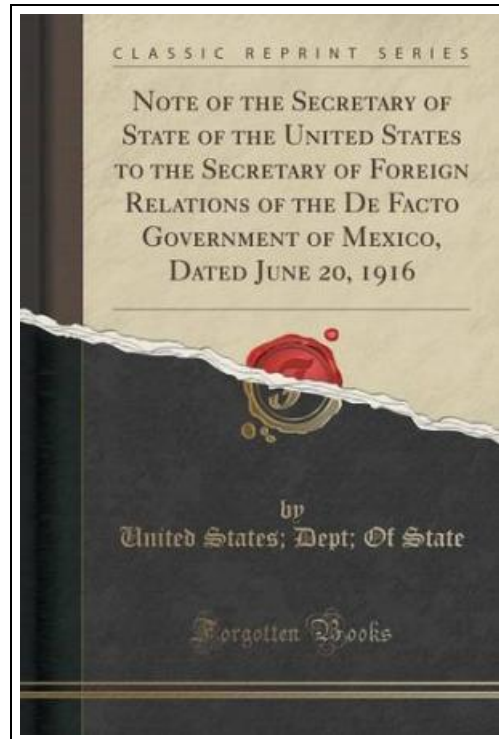 CLASSIC REPRINT SERIES
NOTE OF THE SECRETARY OF
STATE OF THE UNITED STATES
TO THE SECRETARY OF FOREIGN
RELATIONS OF THE DE FACTO
GOVERNMENT OF MEXICO,
DATED JUNE 20, 1916
by
United States; Dept; Of State
Forgotten Books